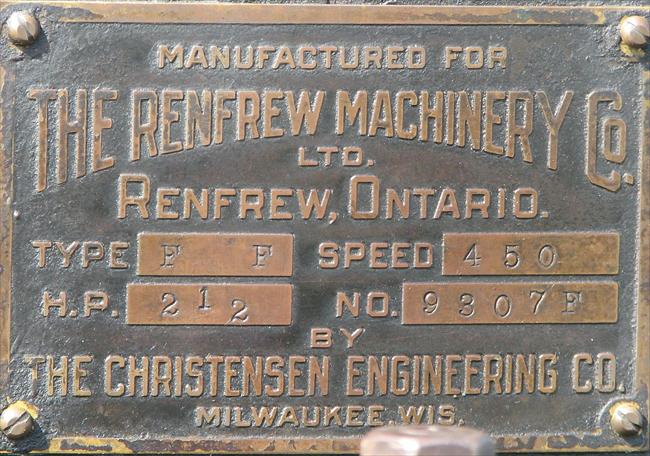 MANUFACTURED FOR
THE RENFREW MACHINERY Co.
LTD.
RENFREW, ONTARIO.
TYPE F F SPEED 450
H.P. 2 1 2 NO. 9307F
BY
THE CHRISTENSEN ENGINEERING CO.
MILWAUKEE, WIS.